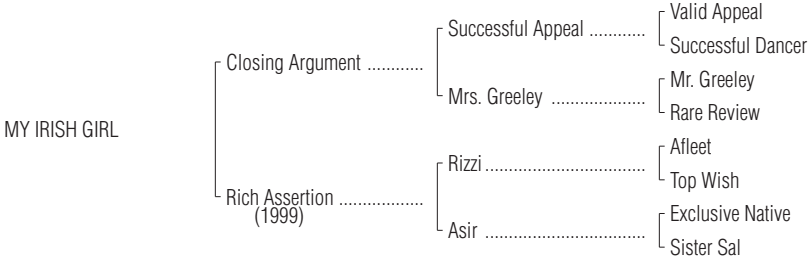 Valid Appeal
Successful Appeal ............
Successful Dancer
Closing Argument ............
Mr. Greeley
Mrs. Greeley ....................
Rare Review
MY IRISH GIRL
Afleet
Rizzi ..................................
Top Wish
Rich Assertion ..................
(1999)
Exclusive Native
Asir ..................................
Sister Sal